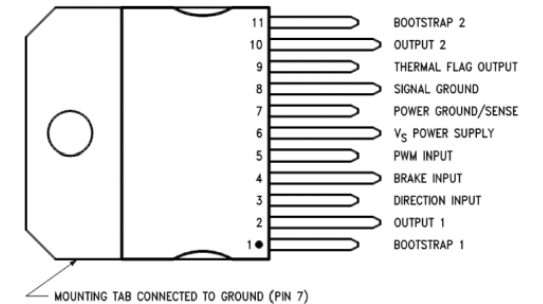 11 BOOTSTRAP 2
10 OUTPUT 2
9 THERMAL FLAG OUTPUT
8 SIGNAL GROUND
7 POWER GROUND/SENSE
6 VS POWER SUPPLY
5 PWM INPUT
4 BRAKE INPUT
3 DIRECTION INPUT
2 OUTPUT 1
1 BOOTSTRAP 1
MOUNTING TAB CONNECTED TO GROUND (PIN 7)